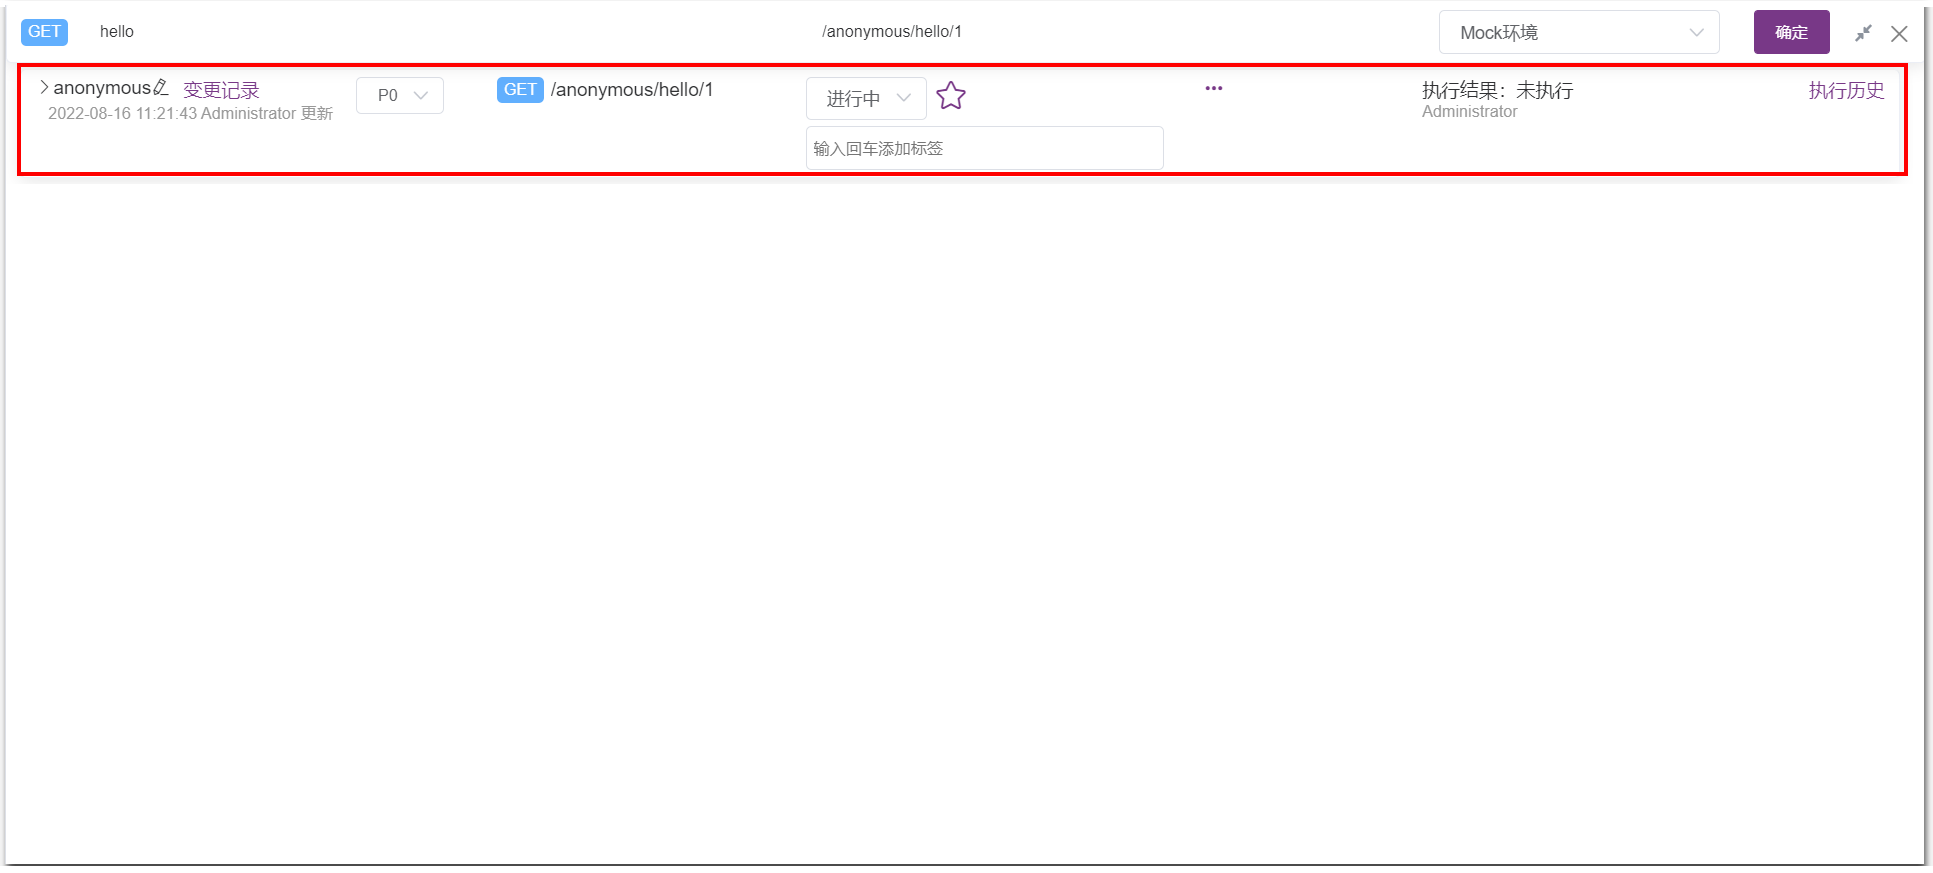 GET hello /anonymous/hello/1 Mock环境 确定
anonymous 变更记录 P0 GET /anonymous/hello/1 进行中 ••• 执行结果：未执行 执行历史
2022-08-16 11:21:43 Administrator 更新 Administrator
输入回车添加标签